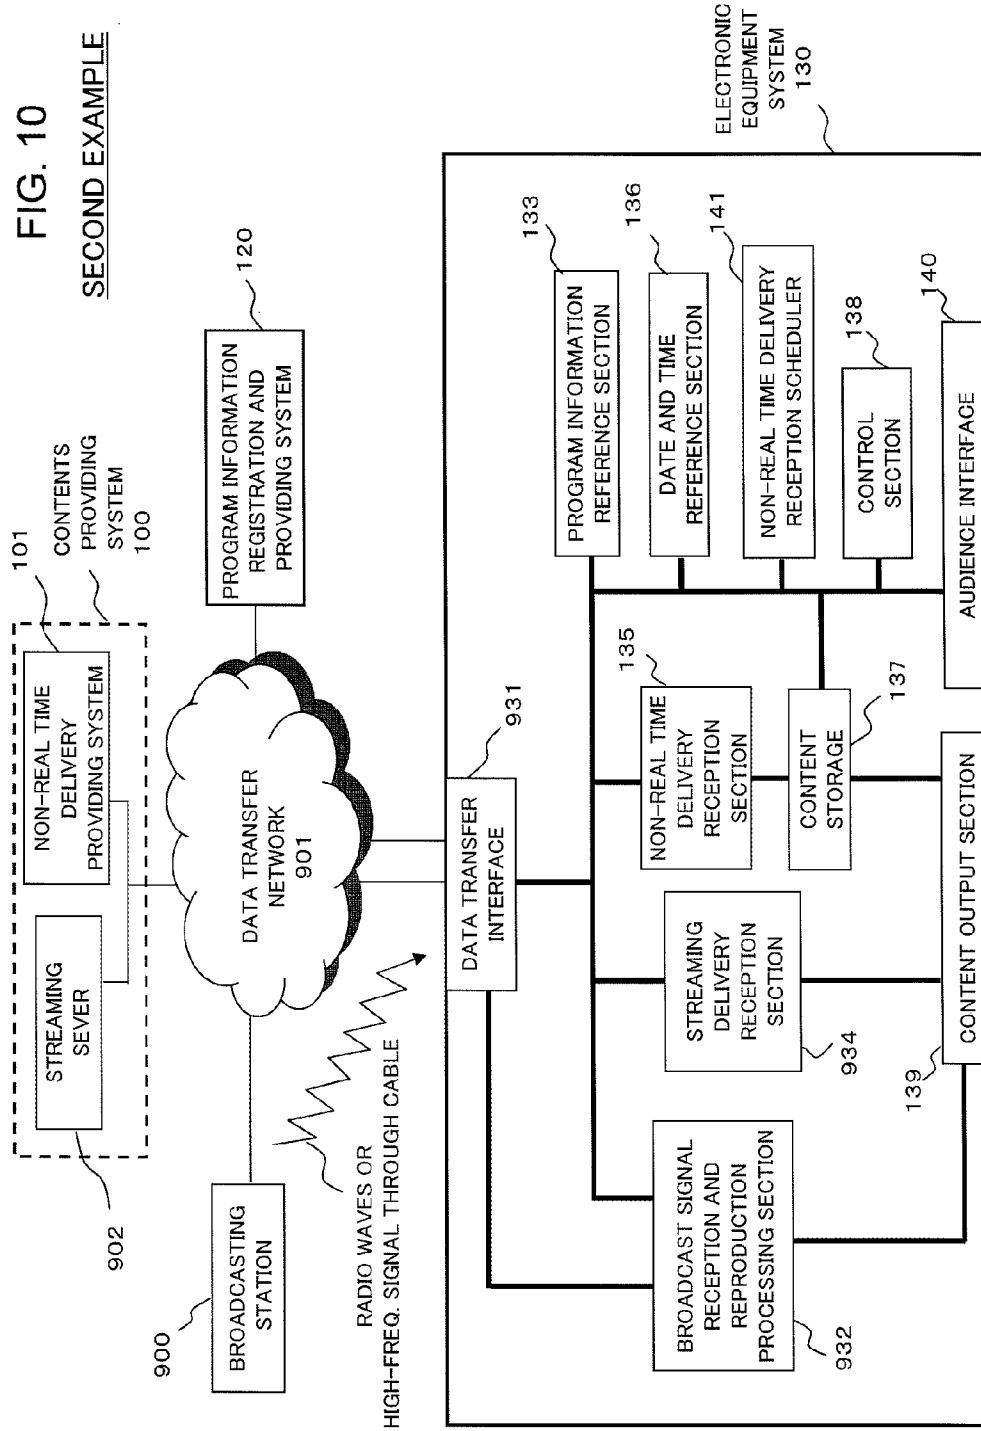 FIG. 10
SECOND EXAMPLE
902
STREAMING
SEVER
101
NON-REAL TIME
DELIVERY
PROVIDING SYSTEM
CONTENTS
PROVIDING
SYSTEM
100
900
BROADCASTING
STATION
DATA TRANSFER
NETWORK
901
120
PROGRAM INFORMATION
REGISTRATION AND
PROVIDING SYSTEM
RADIO WAVES OR
HIGH-FREQ. SIGNAL THROUGH CABLE
DATA TRANSFER
INTERFACE
931
ELECTRONIC
EQUIPMENT
SYSTEM
130
PROGRAM INFORMATION
REFERENCE SECTION
133
DATE AND TIME
REFERENCE SECTION
136
NON-REAL TIME DELIVERY
RECEPTION SCHEDULER
141
CONTROL
SECTION
138
BROADCAST SIGNAL
RECEPTION AND
REPRODUCTION
PROCESSING SECTION
932
STREAMING
DELIVERY
RECEPTION
SECTION
934
NON-REAL TIME
DELIVERY
RECEPTION
SECTION
135
CONTENT
STORAGE
137
139
CONTENT OUTPUT SECTION
AUDIENCE INTERFACE
140